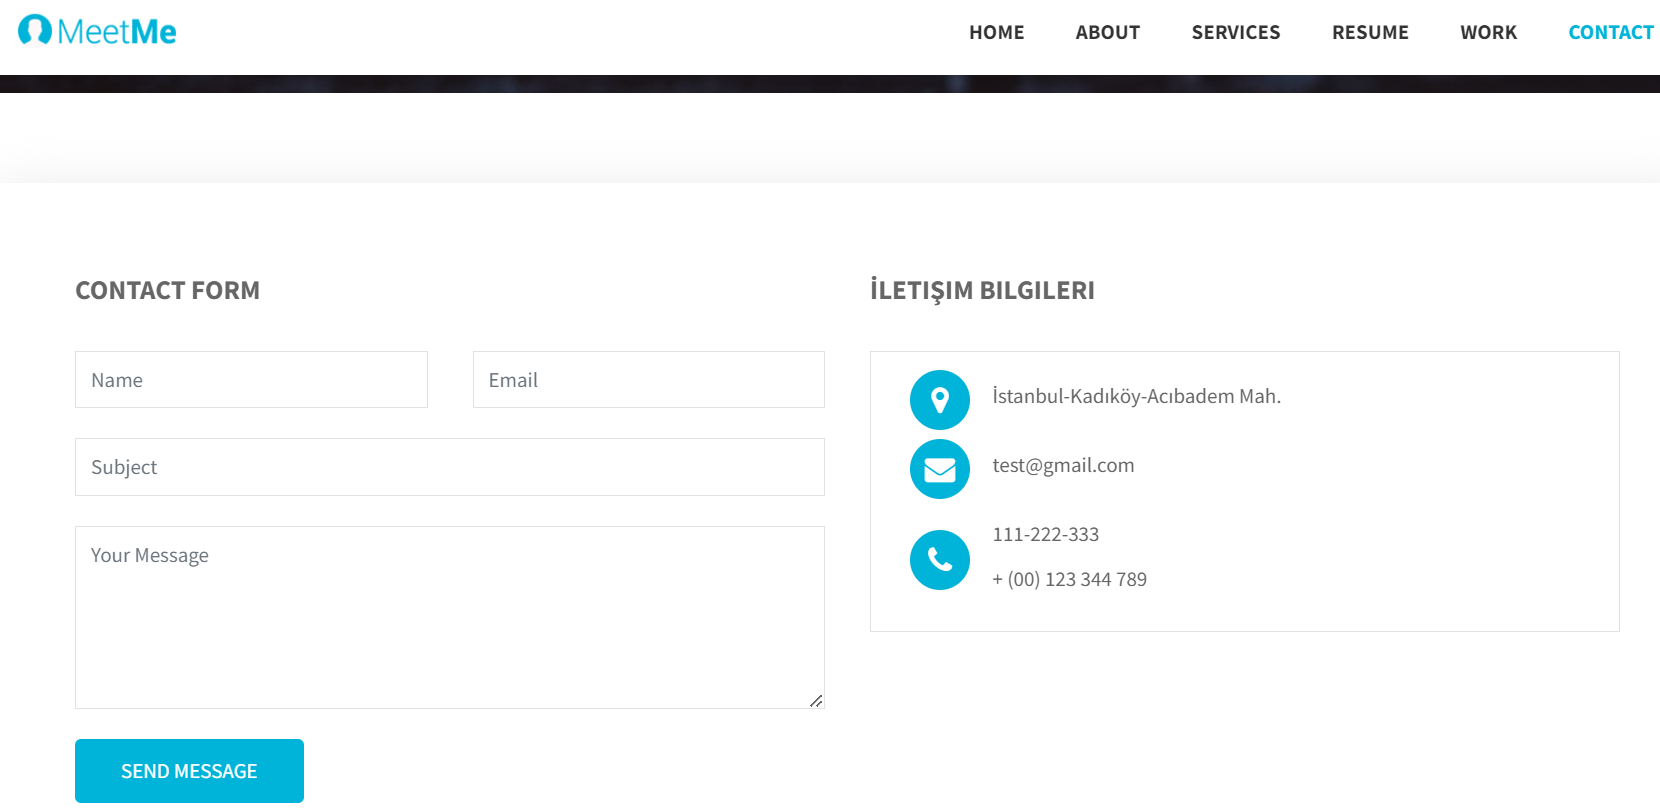 MeetMe
HOME ABOUT SERVICES RESUME WORK CONTACT
CONTACT FORM
Name Email
Subject
Your Message
SEND MESSAGE
İLETIŞIM BILGILERI
İstanbul-Kadıköy-Acıbadem Mah.
test@gmail.com
111-222-333
+ (00) 123 344 789